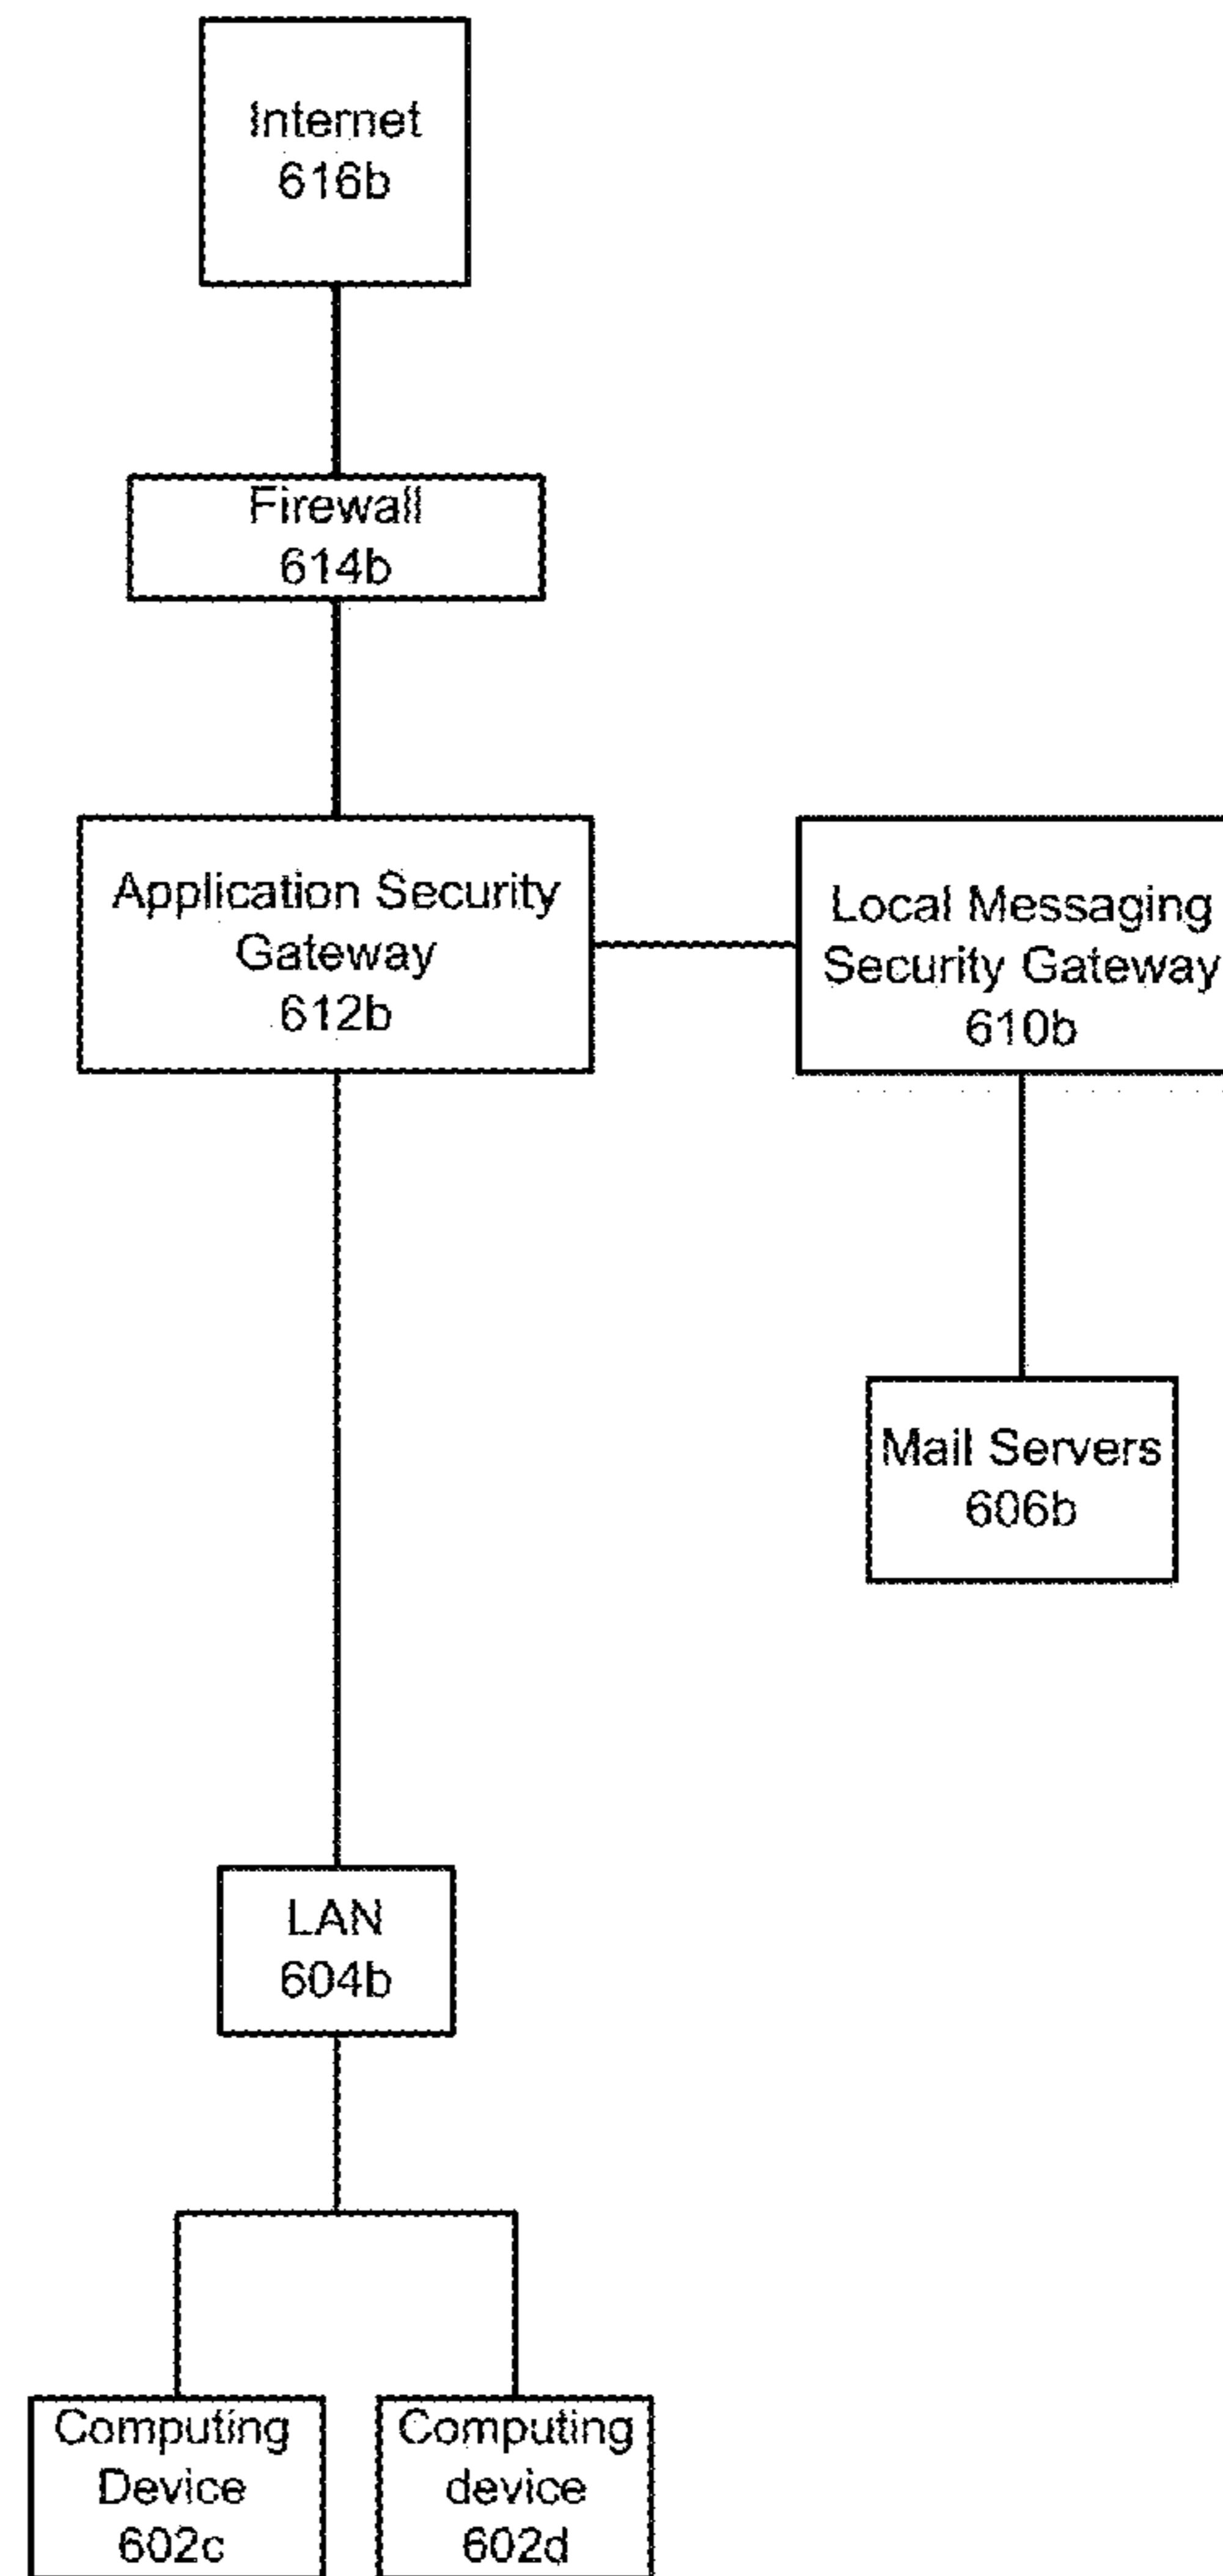 Internet
616b
Firewall
614b
Application Security
Gateway
612b
Local Messaging
Security Gateway
610b
Mail Servers
606b
LAN
604b
Computing
Device
602c
Computing
device
602d